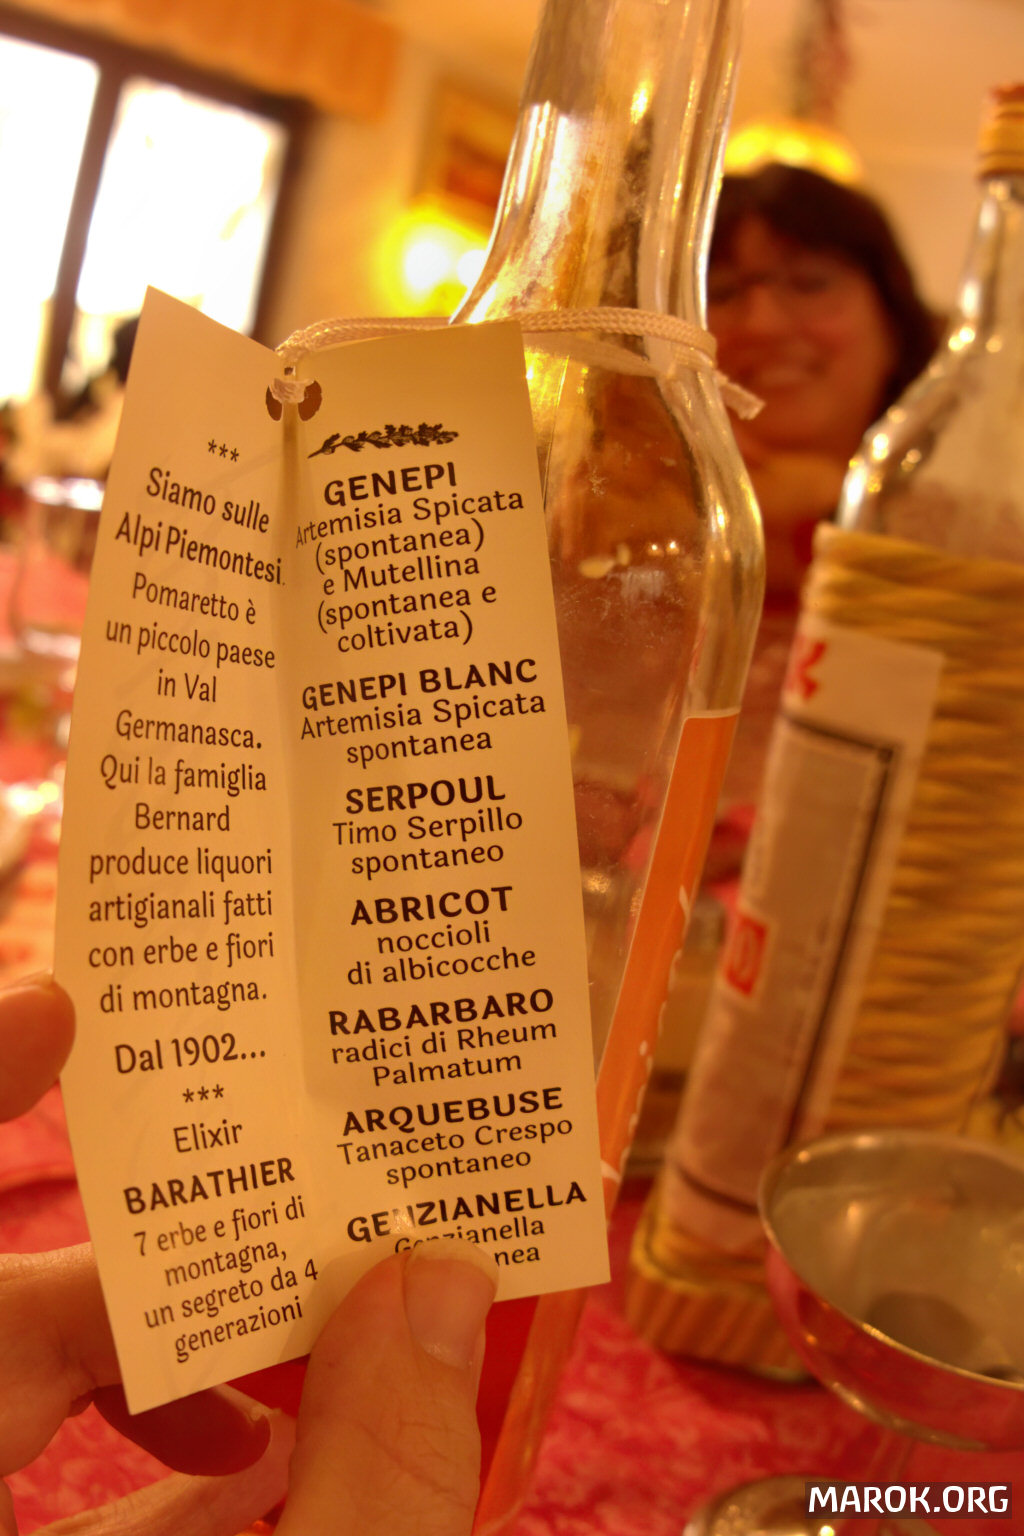 ***
Siamo sulle
Alpi Piemontesi.
Pomaretto è
un piccolo paese
in Val
Germanasca.
Qui la famiglia
Bernard
produce liquori
artigianali fatti
con erbe e fiori
di montagna.
Dal 1902...
***
Elixir
BARATHIER
7 erbe e fiori di
montagna,
un segreto da 4
generazioni
GENEPI
Artemisia Spicata
(spontanea)
e Mutellina
(spontanea e
coltivata)
GENEPI BLANC
Artemisia Spicata
spontanea
SERPOUL
Timo Serpillo
spontaneo
ABRICOT
noccioli
di albicocche
RABARBARO
radici di Rheum
Palmatum
ARQUEBUSE
Tanaceto Crespo
spontaneo
GENZIANELLA
Genzianella
MAROK.ORG